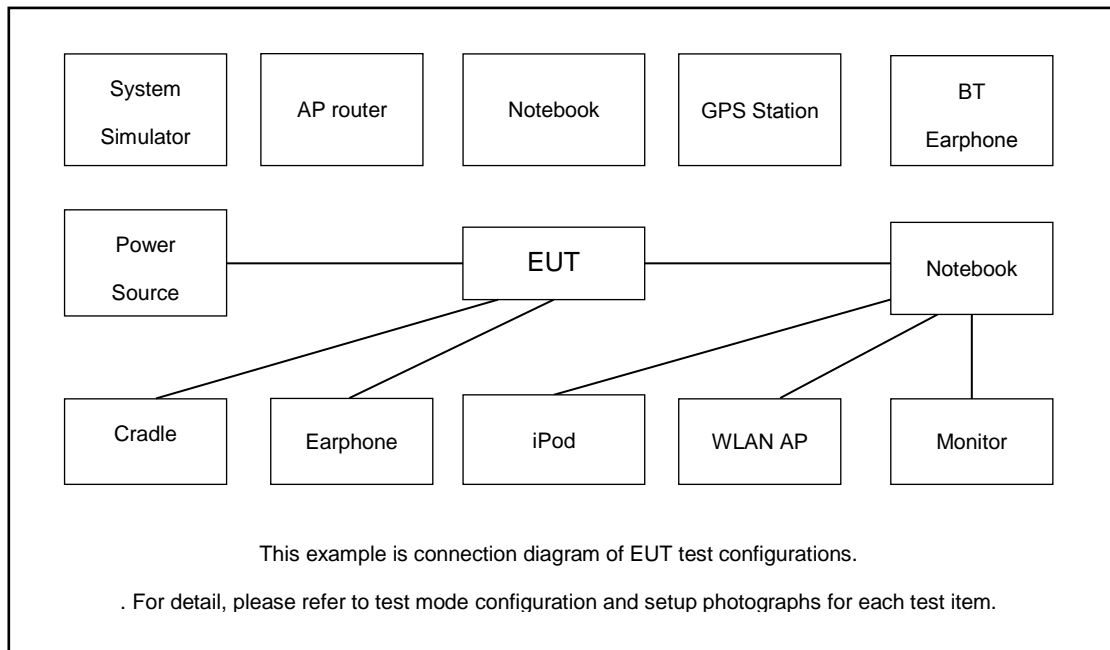 System
Simulator
AP router
Notebook
GPS Station
BT
Earphone
Power
Source
EUT
Notebook
Cradle
Earphone
iPod
WLAN AP
Monitor
This example is connection diagram of EUT test configurations.
. For detail, please refer to test mode configuration and setup photographs for each test item.